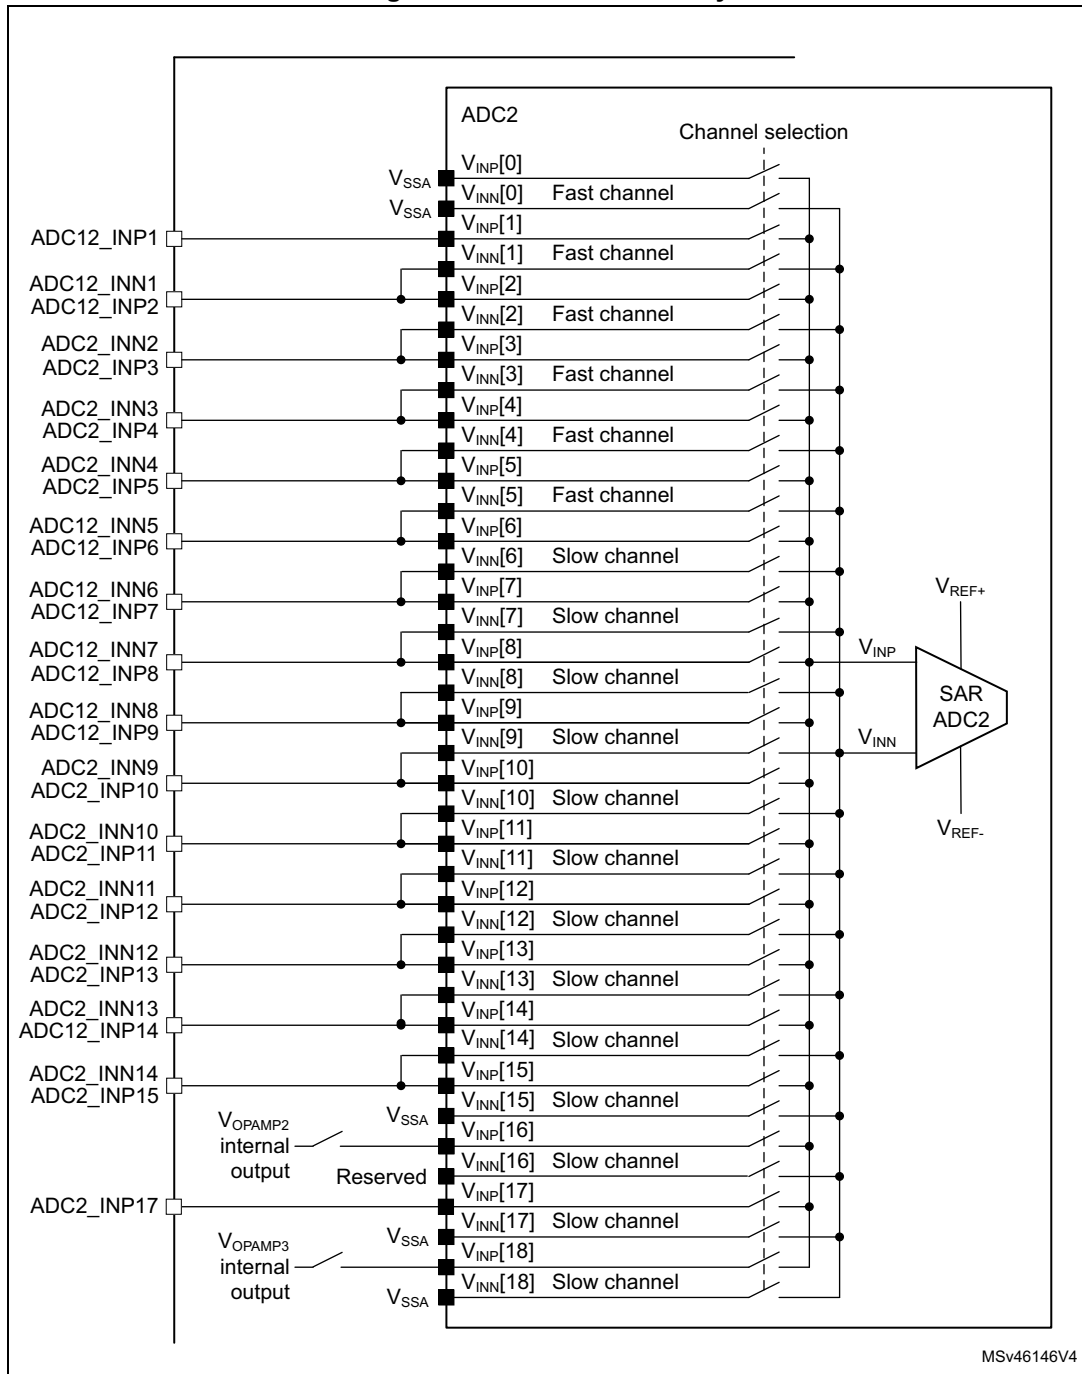 ADC2
Channel selection
VINP[0]
VSSA
VINN[0] Fast channel
VSSA
VINP[1]
ADC12_INP1
VINN[1] Fast channel
ADC12_INN1
VINP[2]
ADC12_INP2
VINN[2] Fast channel
ADC2_INN2
VINP[3]
ADC2_INP3
VINN[3] Fast channel
ADC2_INN3
VINP[4]
ADC2_INP4
VINN[4] Fast channel
ADC2_INN4
VINP[5]
ADC2_INP5
VINN[5] Fast channel
ADC12_INN5
VINP[6]
ADC12_INP6
VINN[6] Slow channel
ADC12_INN6
VINP[7]
ADC12_INP7
VINN[7] Slow channel
ADC12_INN7
VINP[8]
ADC12_INP8
VINN[8] Slow channel
ADC12_INN8
VINP[9]
ADC12_INP9
VINN[9] Slow channel
ADC2_INN9
VINP[10]
ADC2_INP10
VINN[10] Slow channel
ADC2_INN10
VINP[11]
ADC2_INP11
VINN[11] Slow channel
ADC2_INN11
VINP[12]
ADC2_INP12
VINN[12] Slow channel
ADC2_INN12
VINP[13]
ADC2_INP13
VINN[13] Slow channel
ADC2_INN13
VINP[14]
ADC12_INP14
VINN[14] Slow channel
ADC2_INN14
VINP[15]
ADC2_INP15
VINN[15] Slow channel
VSSA
VOPAMP2
internal
output
VINP[16]
VINN[16] Slow channel
Reserved
VINP[17]
ADC2_INP17
VINN[17] Slow channel
VSSA
VOPAMP3
internal
output
VINP[18]
VINN[18] Slow channel
VSSA
VREF+
VINP
SAR
ADC2
VINN
VREF-
MSv46146V4